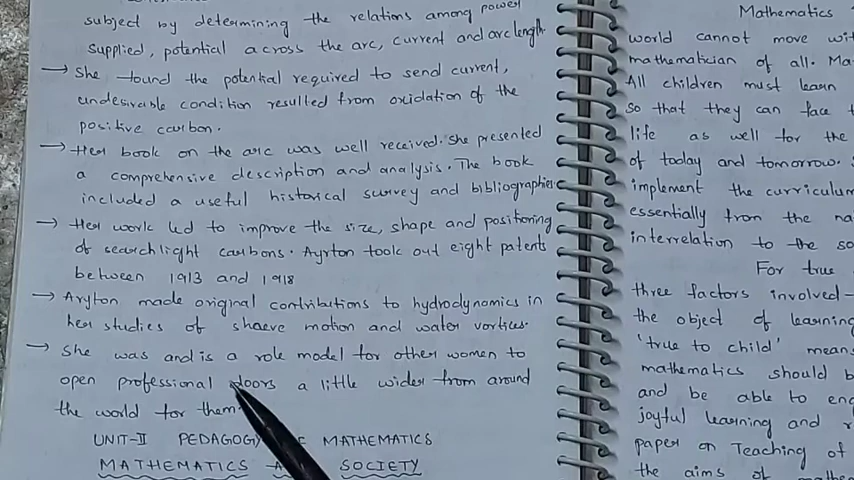 subject by determining the relations among power
supplied, potential across the arc, current and arc length.
→ She found the potential required to send current,
undesirable condition resulted from oxidation of the
positive carbon.
→ Her book on the arc was well received. She presented
a comprehensive description and analysis. The book
included a useful historical survey and bibliographies
→ Her work led to improve the size, shape and positioning
of searchlight carbons. Ayrton took out eight patents
between 1913 and 1918
→ Aryton made original contributions to hydrodynamics in
her studies of shaeve motion and water vortices.
→ She was and is a role model for other women to
open professional doors a little wider from around
the world for them.
UNIT-II PEDAGOGY MATHEMATICS
MATHEMATICS SOCIETY
Mathematics
world cannot move
mathematician of all.
All children must learn
so that they can face
life as well for the
of today and tomorrow.
implement the
essentially from the
interrelation to the
For true
three factors involved-
the object of learning
'true to child'
mathematics should
and be able to
joyful learning and
paper on Teaching of
the aims of